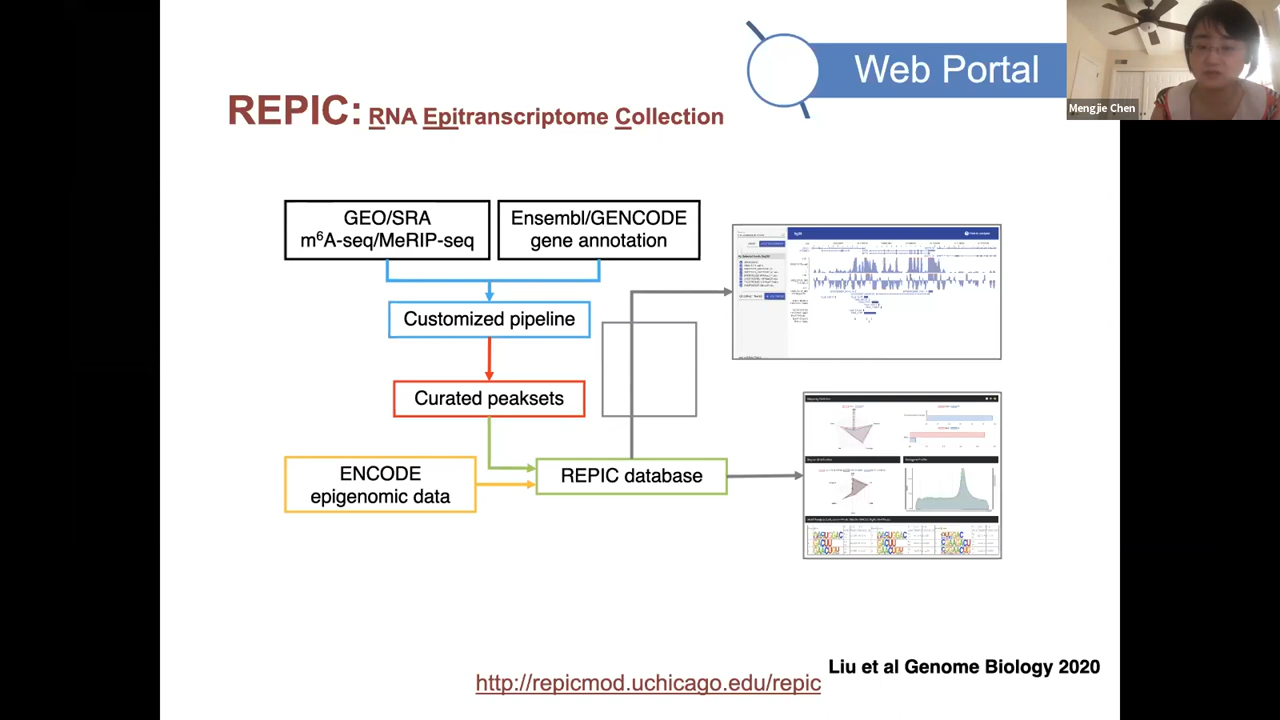 Web Portal
Mengjie Chen
REPIC: RNA Epitranscriptome Collection
GEO/SRA
m⁶A-seq/MeRIP-seq
Ensembl/GENCODE
gene annotation
Customized pipeline
Curated peaksets
ENCODE
epigenomic data
REPIC database
Liu et al Genome Biology 2020
http://repicmod.uchicago.edu/repic